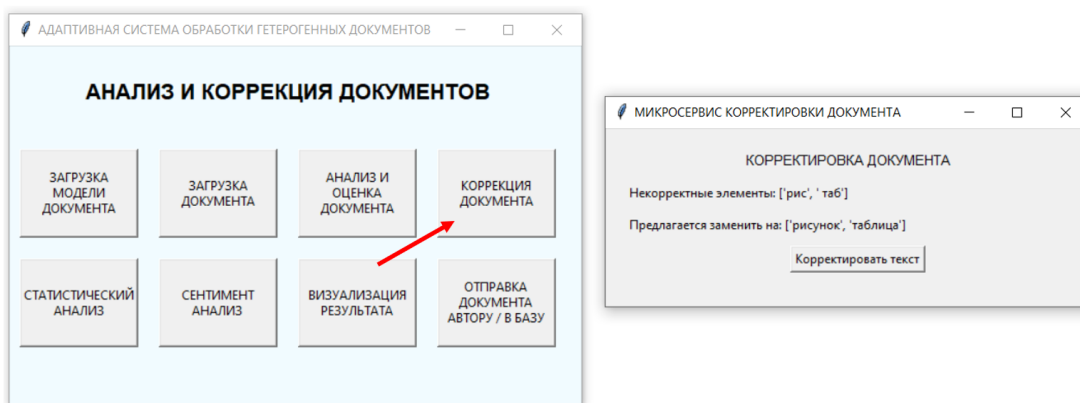 АДАПТИВНАЯ СИСТЕМА ОБРАБОТКИ ГЕТЕРОГЕННЫХ ДОКУМЕНТОВ
АНАЛИЗ И КОРРЕКЦИЯ ДОКУМЕНТОВ
ЗАГРУЗКА
МОДЕЛИ
ДОКУМЕНТА
ЗАГРУЗКА
ДОКУМЕНТА
АНАЛИЗ И
ОЦЕНКА
ДОКУМЕНТА
КОРРЕКЦИЯ
ДОКУМЕНТА
СТАТИСТИЧЕСКИЙ
АНАЛИЗ
СЕНТИМЕНТ
АНАЛИЗ
ВИЗУАЛИЗАЦИЯ
РЕЗУЛЬТАТА
ОТПРАВКА
ДОКУМЕНТА
АВТОРУ / В БАЗУ
МИКРОСЕРВИС КОРРЕКТИРОВКИ ДОКУМЕНТА
КОРРЕКТИРОВКА ДОКУМЕНТА
Некорректные элементы: ['рис', ' таб']
Предлагается заменить на: ['рисунок', 'таблица']
Корректировать текст